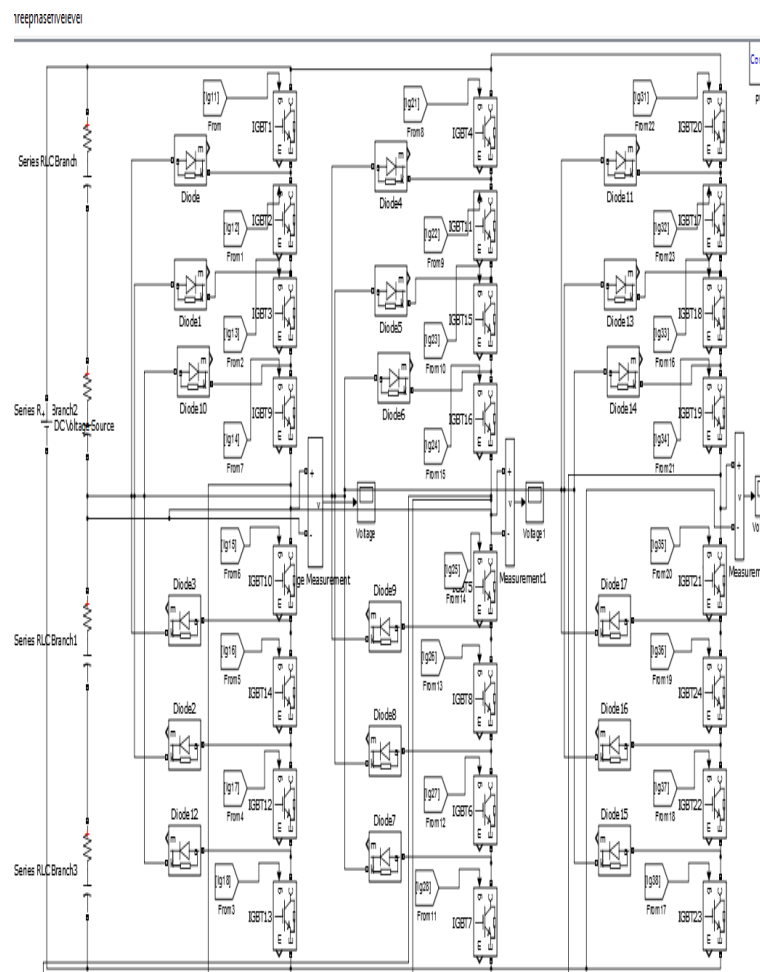 [Ig11]
From
IGBT1
[Ig21]
From8
IGBT4
[Ig31]
From22
IGBT20
Series RLC Branch
Diode
Diode4
Diode11
[Ig12]
From1
IGBT2
[Ig22]
From9
[Ig32]
From23
IGBT17
Diode1
IGBT3
Diode5
IGBT15
Diode13
IGBT18
[Ig13]
From2
[Ig23]
From10
[Ig33]
From16
Diode10
IGBT9
Diode6
IGBT16
Diode14
IGBT19
Branch2
DC Voltage Source
[Ig14]
From7
[Ig24]
From15
[Ig34]
From21
Voltage
Voltage1
Measurement
Measurement1
[Ig15]
From6
IGBT10
[Ig25]
From14
[Ig35]
From20
IGBT21
Diode3
Diode9
Diode17
Series RLC Branch1
[Ig16]
From5
IGBT14
[Ig26]
From13
IGBT8
[Ig36]
From19
IGBT24
Diode2
Diode8
Diode16
[Ig17]
From4
IGBT12
[Ig27]
From12
IGBT6
[Ig37]
From18
IGBT22
Diode12
Diode7
Diode15
Series RLC Branch3
[Ig18]
From3
IGBT13
[Ig28]
From11
IGBT7
[Ig38]
From17
IGBT23